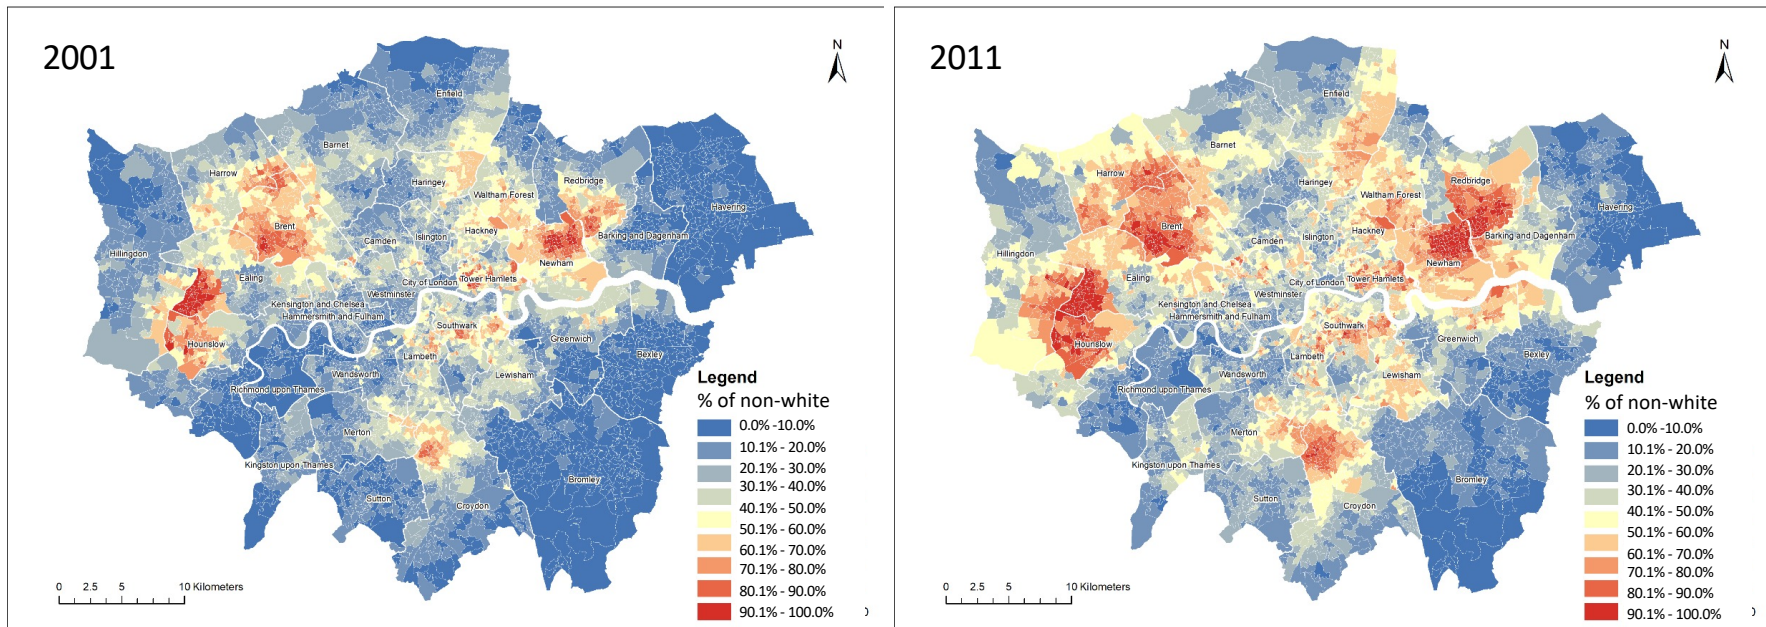 2001
N
Enfield
Barnet
Harrow
Haringey
Redbridge
Waltham Forest
Havering
Brent
Hackney
Islington
Camden
Barking and Dagenham
Hillingdon
Newham
Ealing
Tower Hamlets
City of London
Westminster
Kensington and Chelsea
Hammersmith and Fulham
Southwark
Greenwich
Hounslow
Bexley
Lambeth
Wandsworth
Lewisham
Richmond upon Thames
Merton
Kingston upon Thames
Bromley
Sutton
Croydon
Legend
% of non-white
0.0% -10.0%
10.1% - 20.0%
20.1% - 30.0%
30.1% - 40.0%
40.1% - 50.0%
50.1% - 60.0%
60.1% - 70.0%
70.1% - 80.0%
80.1% - 90.0%
90.1% - 100.0%
0 2.5 5 10 Kilometers
2011
N
Enfield
Barnet
Harrow
Haringey
Redbridge
Waltham Forest
Havering
Brent
Hackney
Islington
Camden
Barking and Dagenham
Hillingdon
Newham
Ealing
Tower Hamlets
City of London
Westminster
Kensington and Chelsea
Hammersmith and Fulham
Southwark
Greenwich
Hounslow
Bexley
Lambeth
Wandsworth
Lewisham
Richmond upon Thames
Merton
Kingston upon Thames
Bromley
Sutton
Croydon
Legend
% of non-white
0.0% -10.0%
10.1% - 20.0%
20.1% - 30.0%
30.1% - 40.0%
40.1% - 50.0%
50.1% - 60.0%
60.1% - 70.0%
70.1% - 80.0%
80.1% - 90.0%
90.1% - 100.0%
0 2.5 5 10 Kilometers